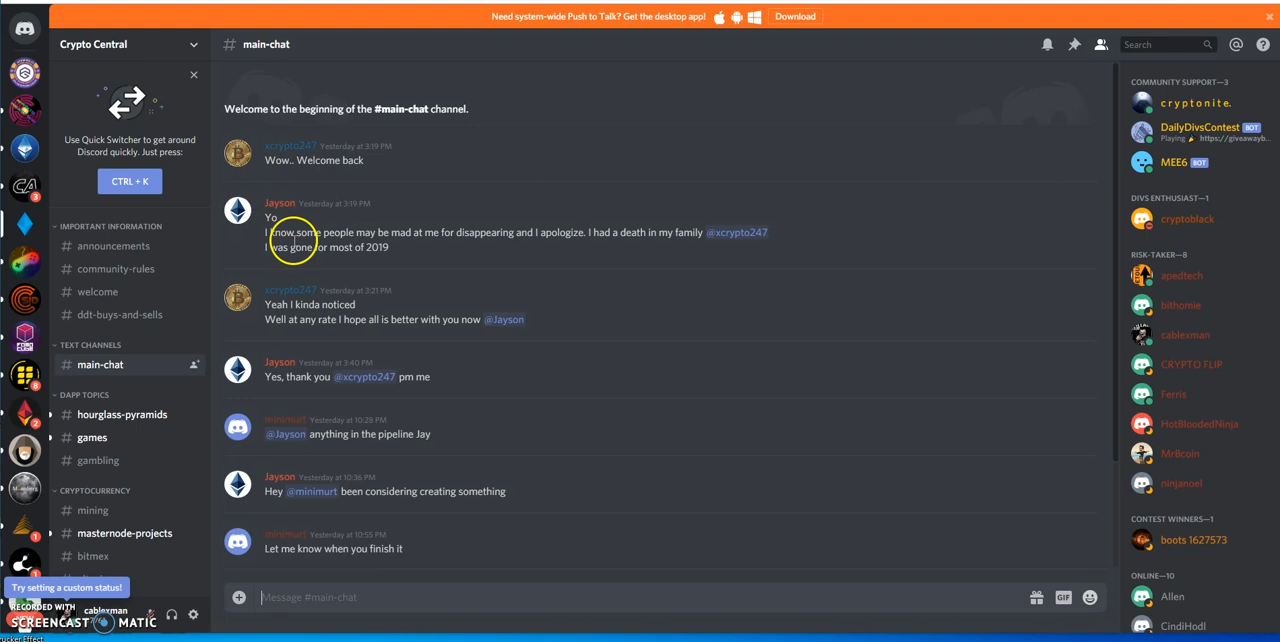 Need system-wide Push to Talk? Get the desktop app! Download
Crypto Central
# main-chat
Search
Use Quick Switcher to get around
Discord quickly. Just press:
CTRL + K
IMPORTANT INFORMATION
# announcements
# community-rules
# welcome
# ddt-buys-and-sells
TEXT CHANNELS
# main-chat
DAPP TOPICS
# hourglass-pyramids
# games
# gambling
CRYPTOCURRENCY
# mining
# masternode-projects
# bitmex
Try setting a custom status!
cablexman
RECORDED WITH
SCREENCAST MATIC
3
8
2
1
1
Welcome to the beginning of the #main-chat channel.
xcrypto247 Yesterday at 3:19 PM
Wow.. Welcome back
Jayson Yesterday at 3:19 PM
Yo
I know some people may be mad at me for disappearing and I apologize. I had a death in my family @xcrypto247
I was gone for most of 2019
xcrypto247 Yesterday at 3:21 PM
Yeah I kinda noticed
Well at any rate I hope all is better with you now @Jayson
Jayson Yesterday at 3:40 PM
Yes, thank you @xcrypto247 pm me
minimurt Yesterday at 10:28 PM
@Jayson anything in the pipeline Jay
Jayson Yesterday at 10:36 PM
Hey @minimurt been considering creating something
minimurt Yesterday at 10:55 PM
Let me know when you finish it
Message #main-chat
GIF
COMMUNITY SUPPORT—3
cryptonite.
DailyDivsContest BOT
Playing https://giveawayb...
MEE6 BOT
DIVS ENTHUSIAST—1
cryptoblack
RISK-TAKER—8
apedtech
bithomie
cablexman
CRYPTO FLIP
Ferris
HotBloodedNinja
Mr8coin
ninjanoel
CONTEST WINNERS—1
boots 1627573
ONLINE—10
Allen
CindiHodl